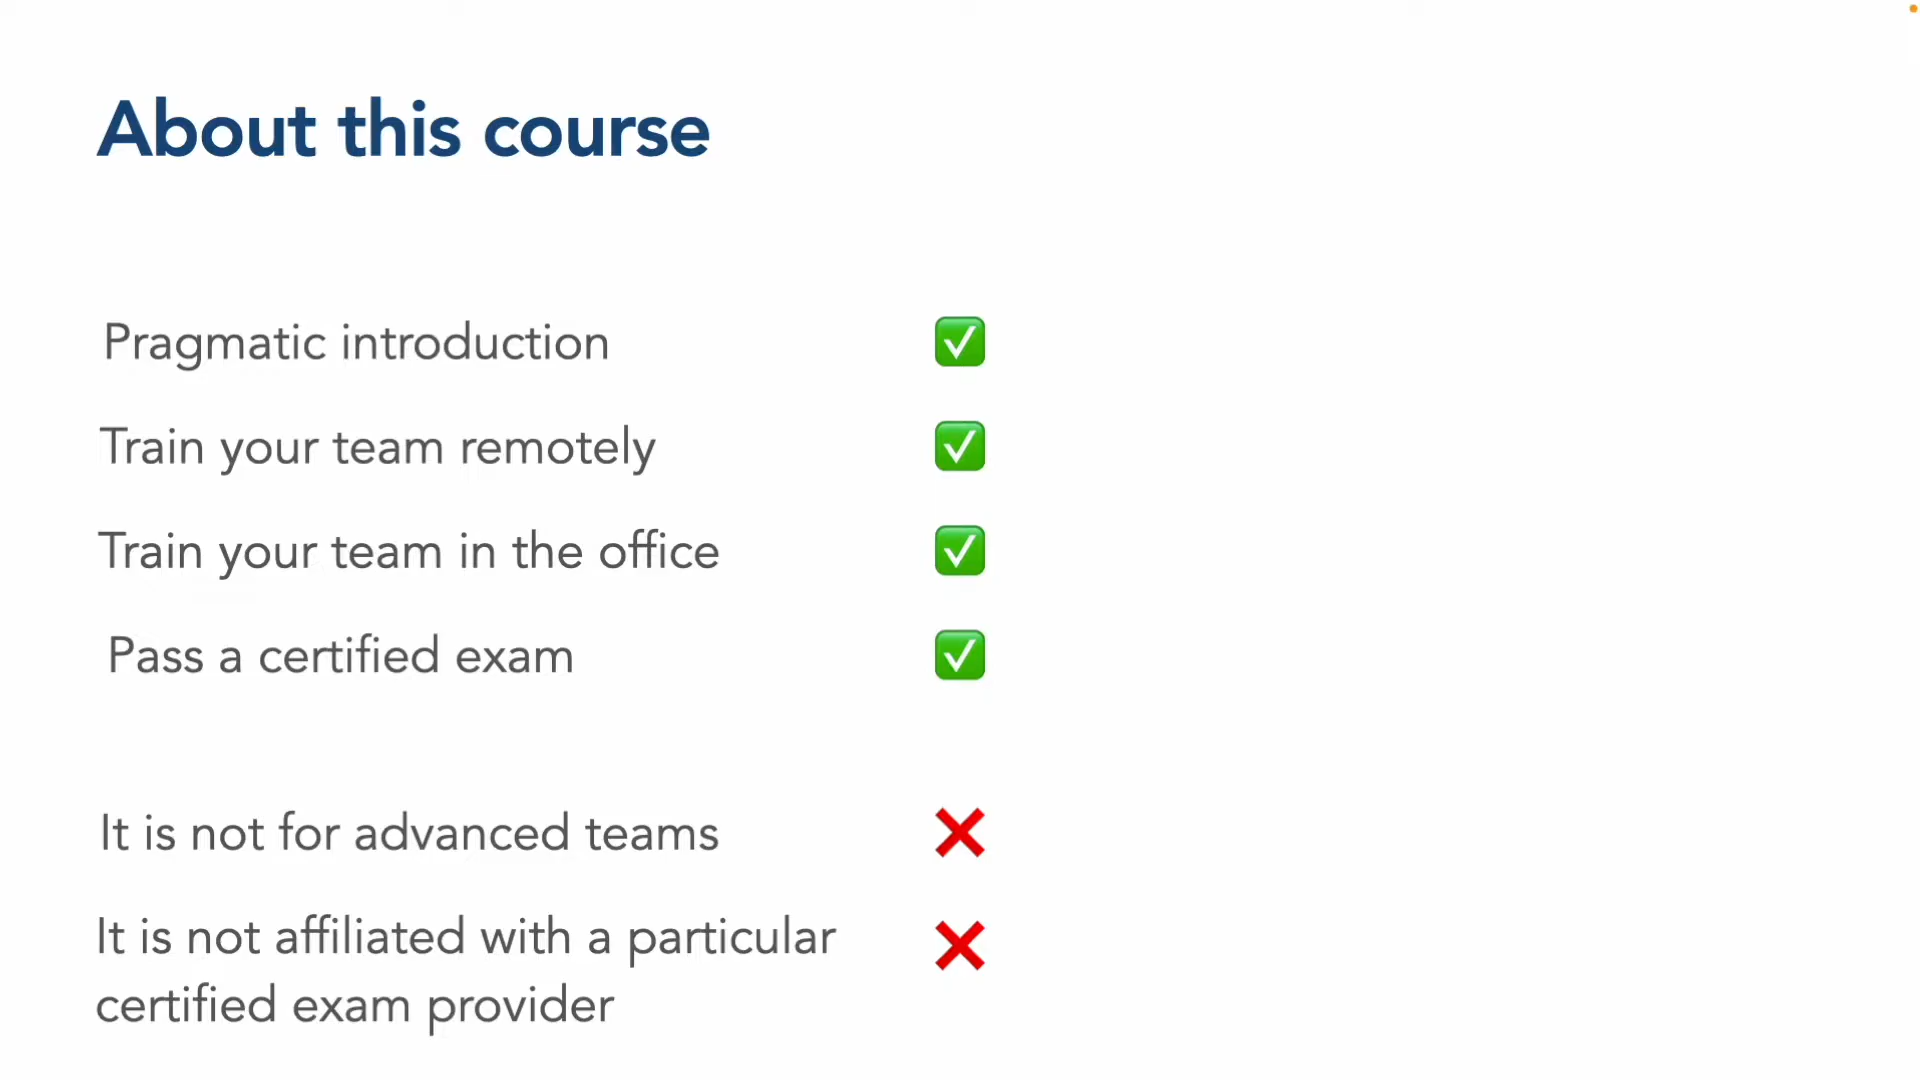 About this course
Pragmatic introduction ✅
Train your team remotely ✅
Train your team in the office ✅
Pass a certified exam ✅
It is not for advanced teams ❌
It is not affiliated with a particular ❌
certified exam provider